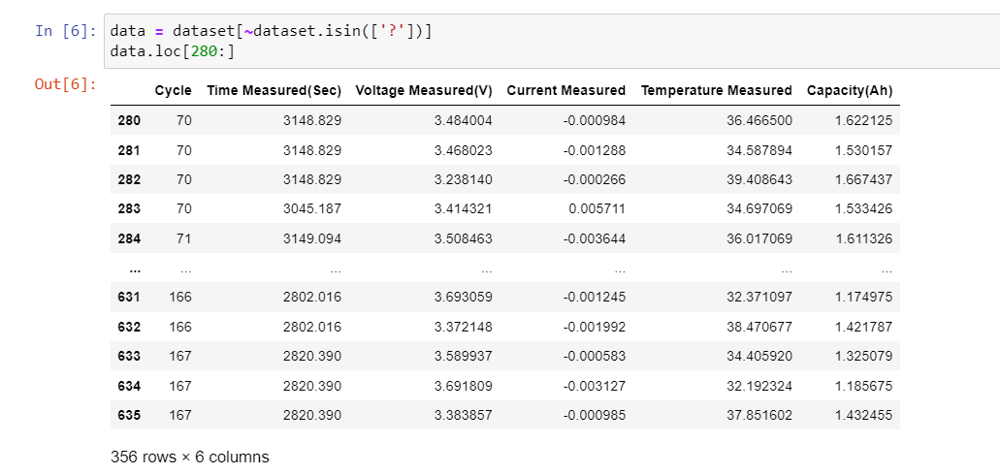 In [6]: data = dataset[~dataset.isin(['?'])]
data.loc[280:]
Out[6]:
Cycle Time Measured(Sec) Voltage Measured(V) Current Measured Temperature Measured Capacity(Ah)
280 70 3148.829 3.484004 -0.000984 36.466500 1.622125
281 70 3148.829 3.468023 -0.001288 34.587894 1.530157
282 70 3148.829 3.238140 -0.000266 39.408643 1.667437
283 70 3045.187 3.414321 0.005711 34.697069 1.533426
284 71 3149.094 3.508463 -0.003644 36.017069 1.611326
... ... ... ... ... ... ...
631 166 2802.016 3.693059 -0.001245 32.371097 1.174975
632 166 2802.016 3.372148 -0.001992 38.470677 1.421787
633 167 2820.390 3.589937 -0.000583 34.405920 1.325079
634 167 2820.390 3.691809 -0.003127 32.192324 1.185675
635 167 2820.390 3.383857 -0.000985 37.851602 1.432455
356 rows × 6 columns